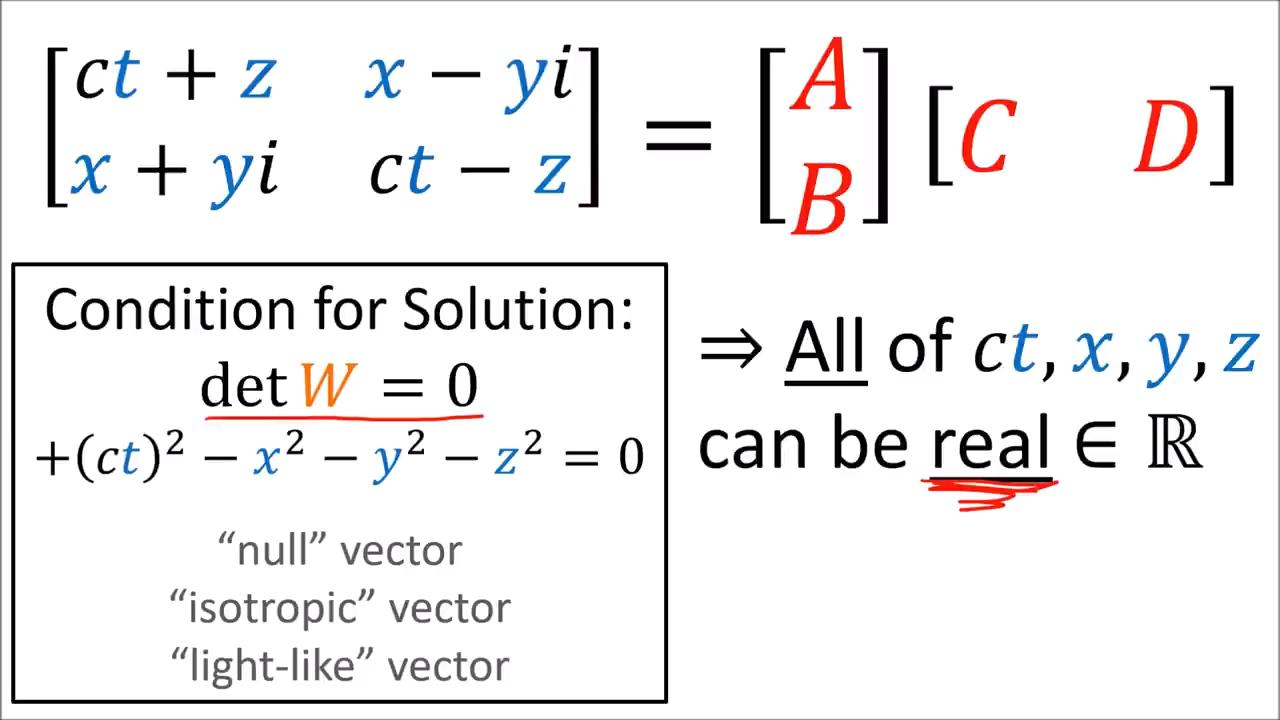 [ct + z x − yi
x + yi ct − z] = [A
B] [C D]
Condition for Solution:
det W = 0
+(ct)² − x² − y² − z² = 0
“null” vector
“isotropic” vector
“light-like” vector
⇒ All of ct, x, y, z
can be real ∈ ℝ